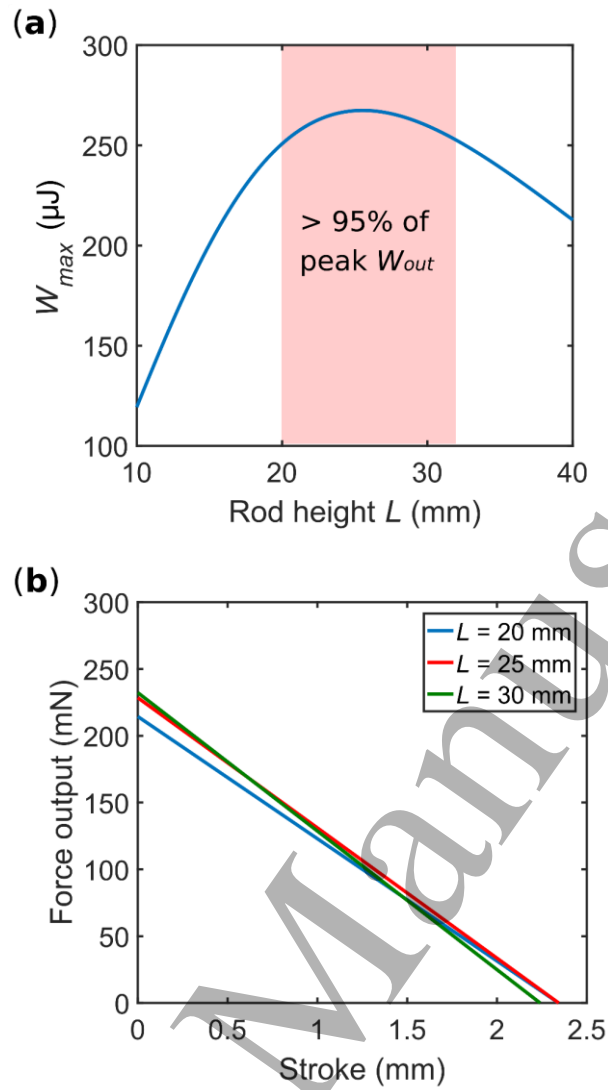 (a)
300
250
200
150
100
W_max (μJ)
> 95% of
peak W_out
10 20 30 40
Rod height L (mm)
(b)
300
250
200
150
100
50
0
Force output (mN)
L = 20 mm
L = 25 mm
L = 30 mm
0 0.5 1 1.5 2 2.5
Stroke (mm)
Manus